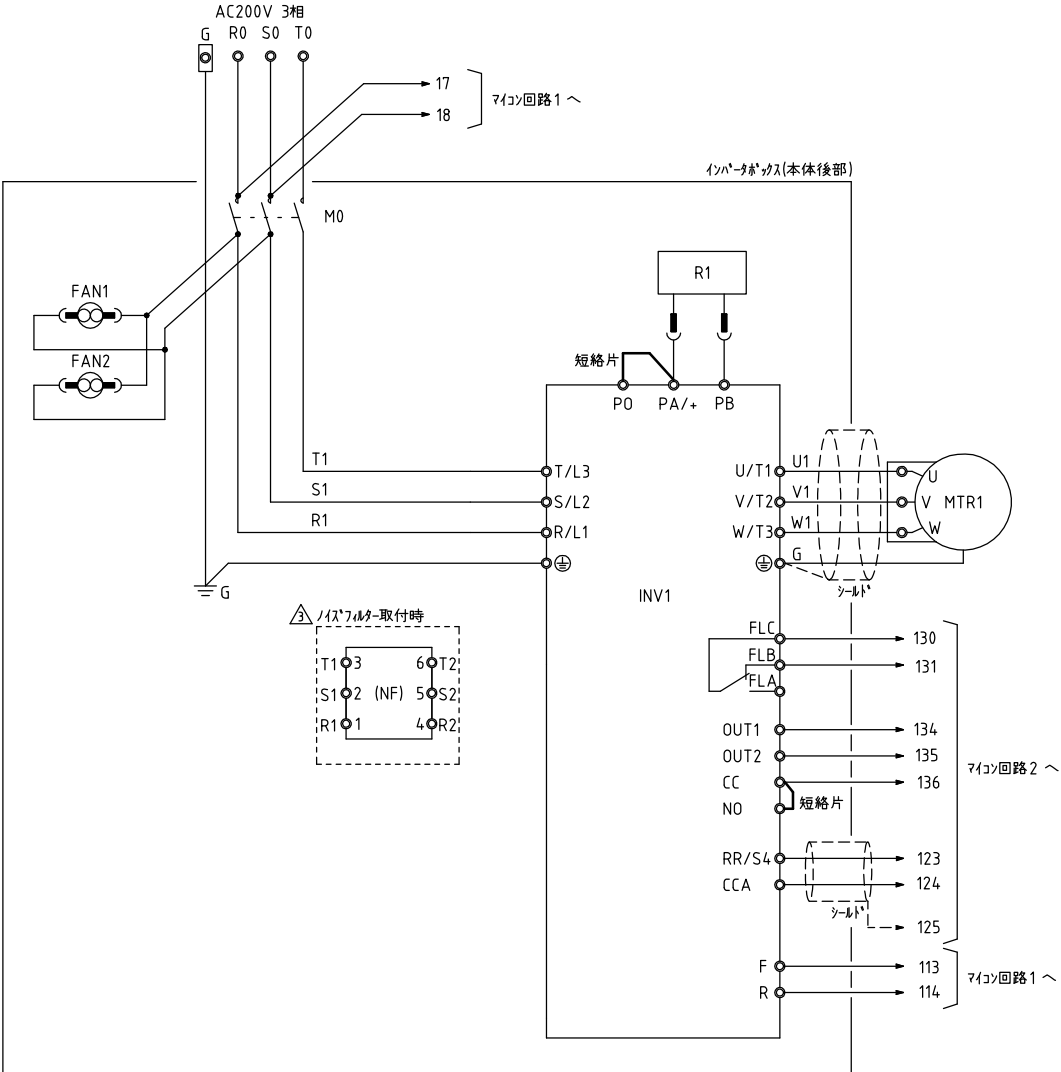 AC200V 3相
G R0 S0 T0
17
18
マイコン回路1 へ
インバータボックス(本体後部)
M0
R1
FAN1
FAN2
短絡片
PO PA/+ PB
T1 T/L3 U/T1 U1 U
S1 S/L2 V/T2 V1 V MTR1
R1 R/L1 W/T3 W1 W
G
G
シールド
INV1
3 ノイズフィルター取付時
T1 3 6 T2
S1 2 (NF) 5 S2
R1 1 4 R2
FLC 130
FLB 131
FLA
OUT1 134
OUT2 135
CC 136
NO 短絡片
マイコン回路2 へ
RR/S4 123
CCA 124
シールド
125
F 113
R 114
マイコン回路1 へ